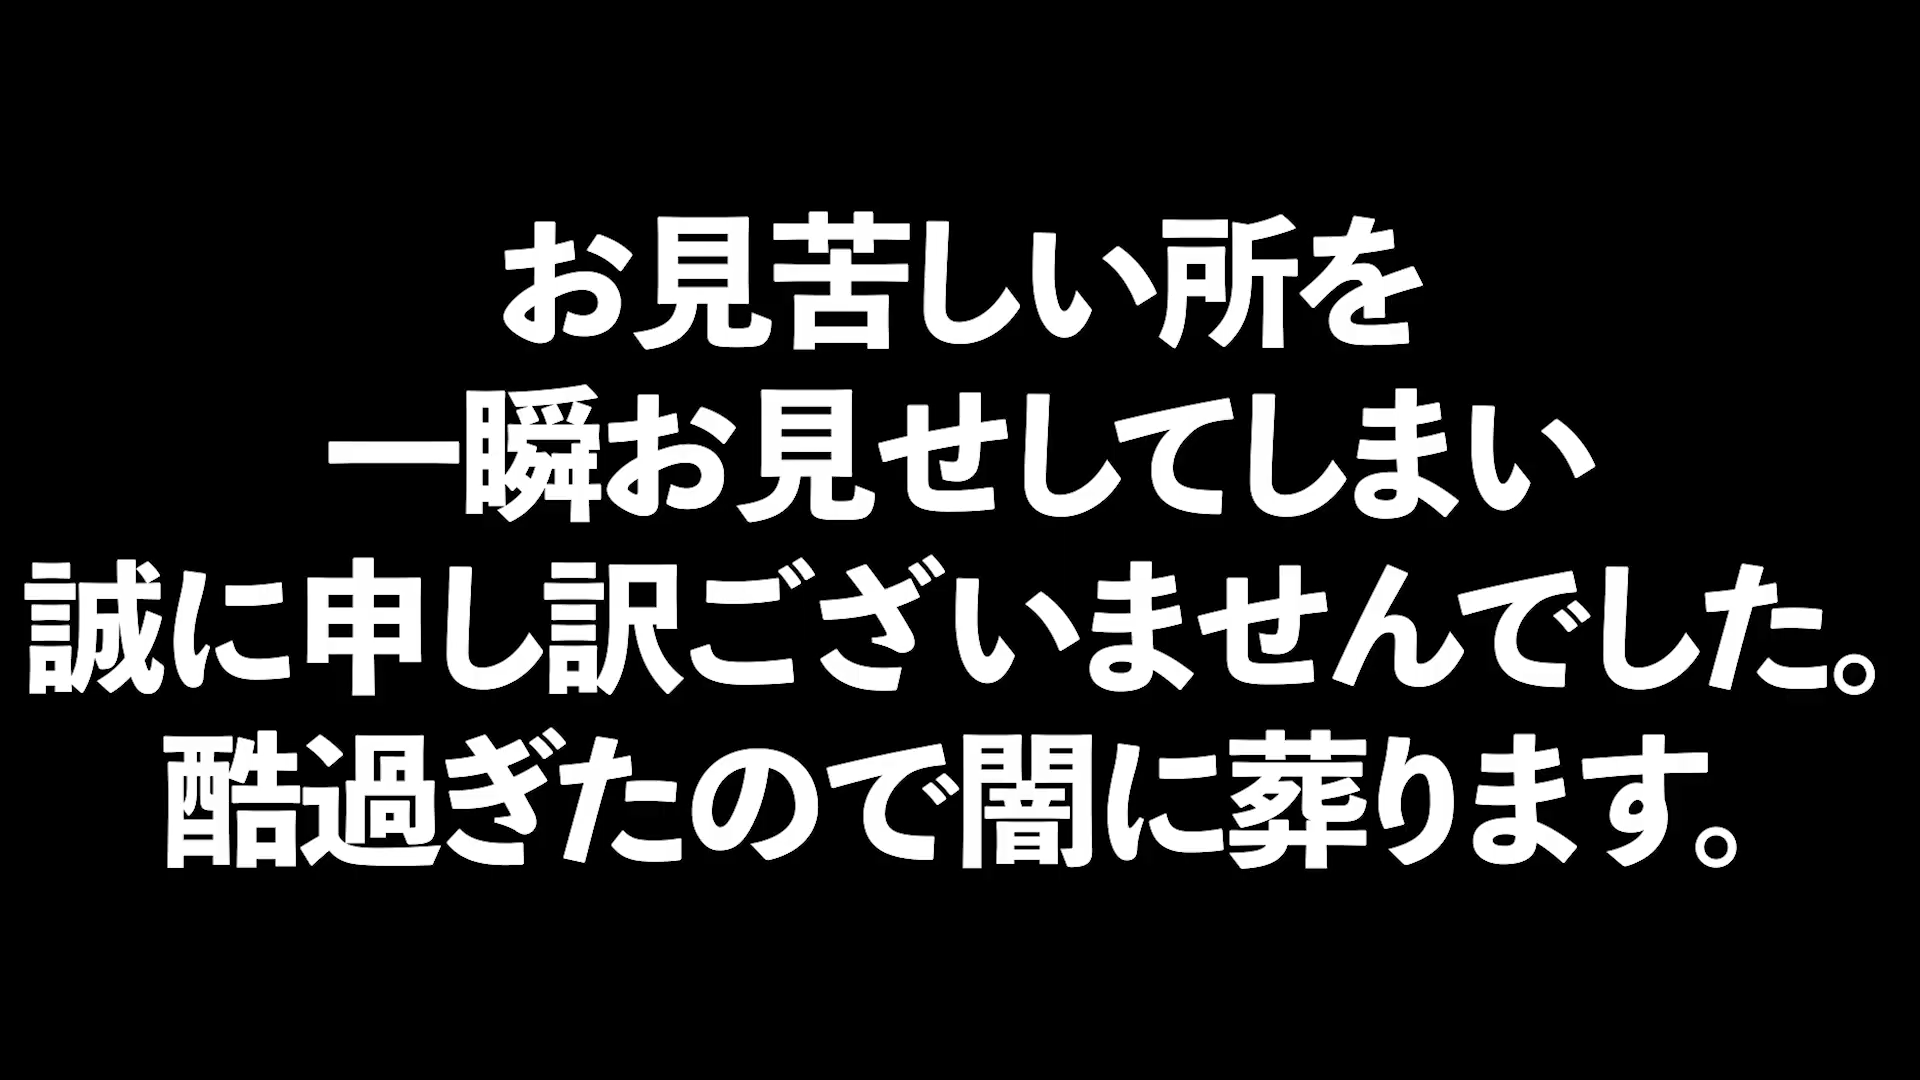 お見苦しい所を
一瞬お見せしてしまい
誠に申し訳ございませんでした。
酷過ぎたので闇に葬ります。